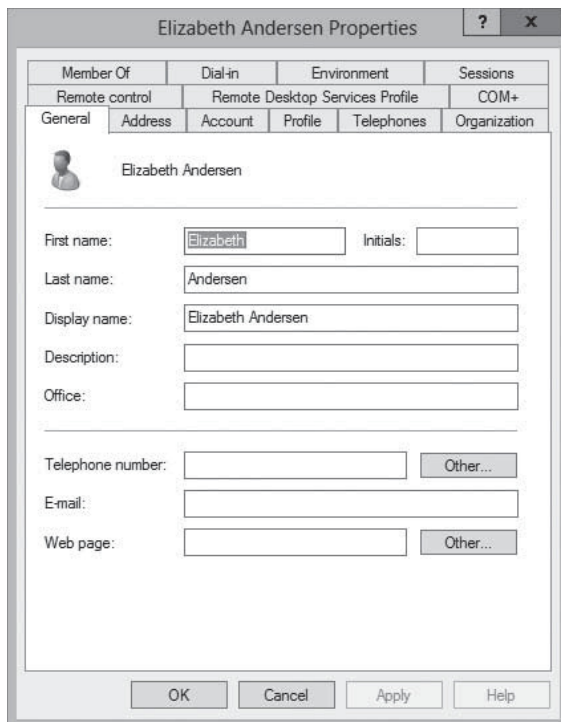 Elizabeth Andersen Properties
?
x
Member Of Dial-in Environment Sessions
Remote control Remote Desktop Services Profile COM+
General Address Account Profile Telephones Organization
Elizabeth Andersen
First name: Elizabeth Initials:
Last name: Andersen
Display name: Elizabeth Andersen
Description:
Office:
Telephone number: Other...
E-mail:
Web page: Other...
OK Cancel Apply Help